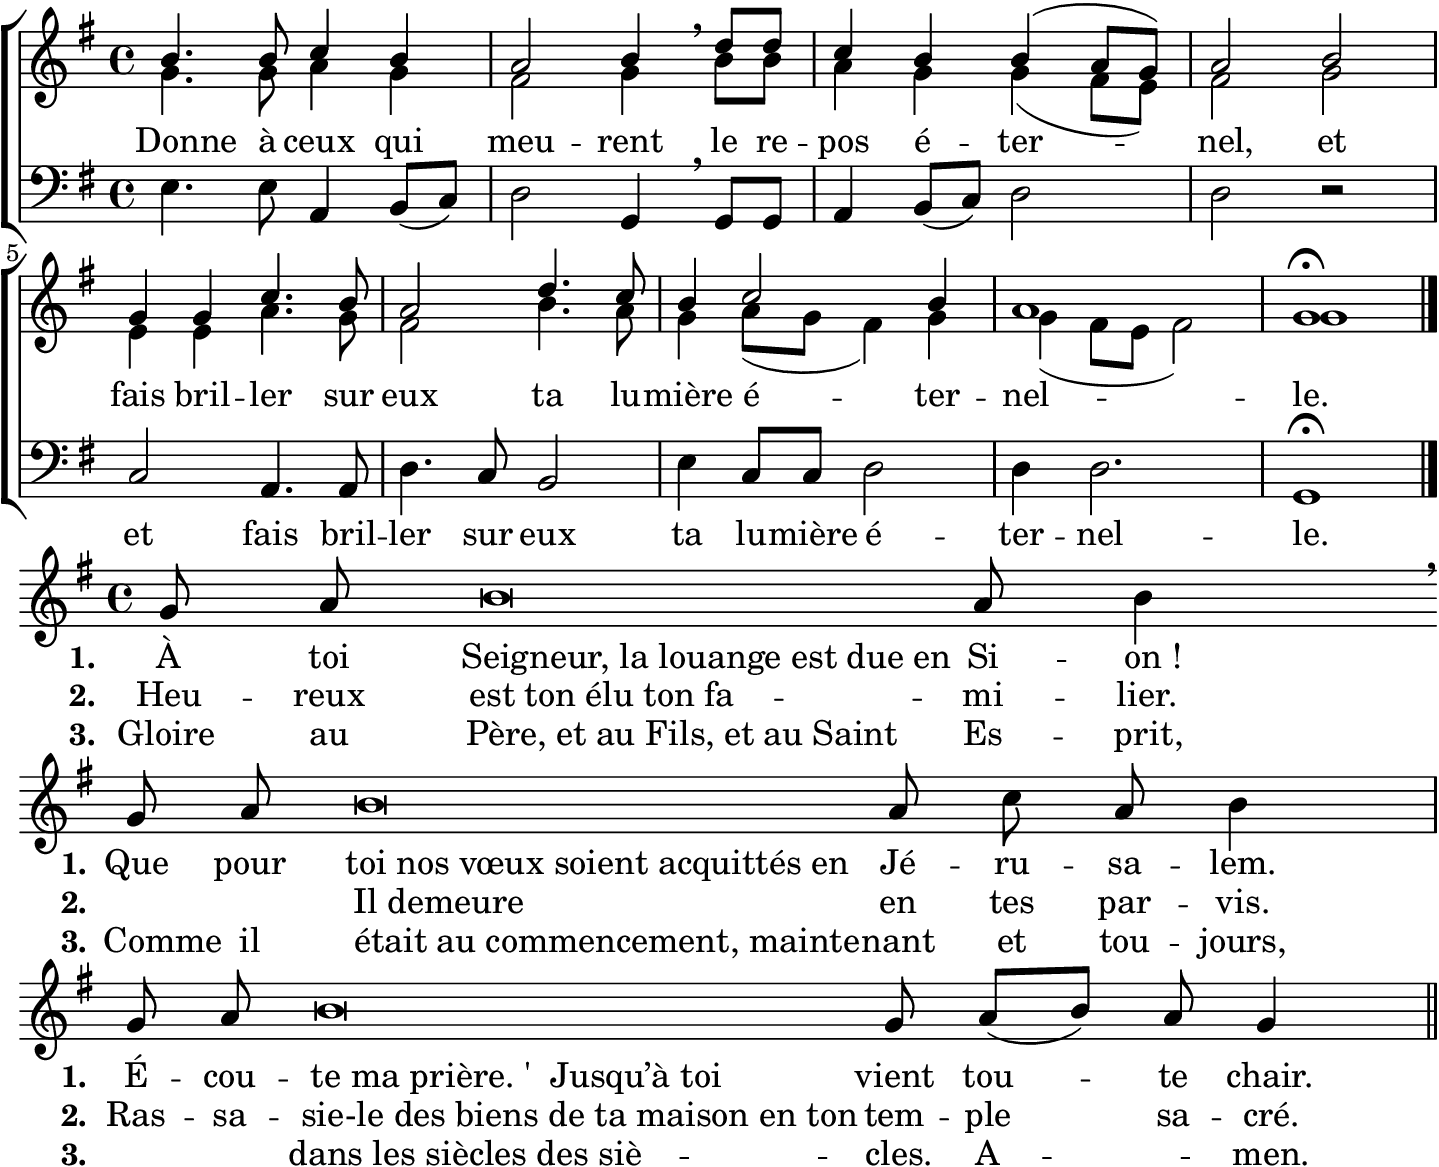 Donne à ceux qui meu - rent le re - pos é - ter - nel, et
5
fais bril - ler sur eux ta lumière é - ter - nel - le.
et fais bril - ler sur eux ta lumière é - ter - nel - le.
1. À toi Seigneur, la louange est due en Si - on !
2. Heu - reux est ton élu ton fa - mi - lier.
3. Gloire au Père, et au Fils, et au Saint Es - prit,
1. Que pour toi nos vœux soient acquittés en Jé - ru - sa - lem.
2. Il demeure en tes par - vis.
3. Comme il était au commencement, maintenant et tou - jours,
1. É - cou - te ma prière. ' Jusqu’à toi vient tou - te chair.
2. Ras - sa - sie-le des biens de ta maison en ton tem - ple sa - cré.
3. dans les siècles des siè - cles. A - men.